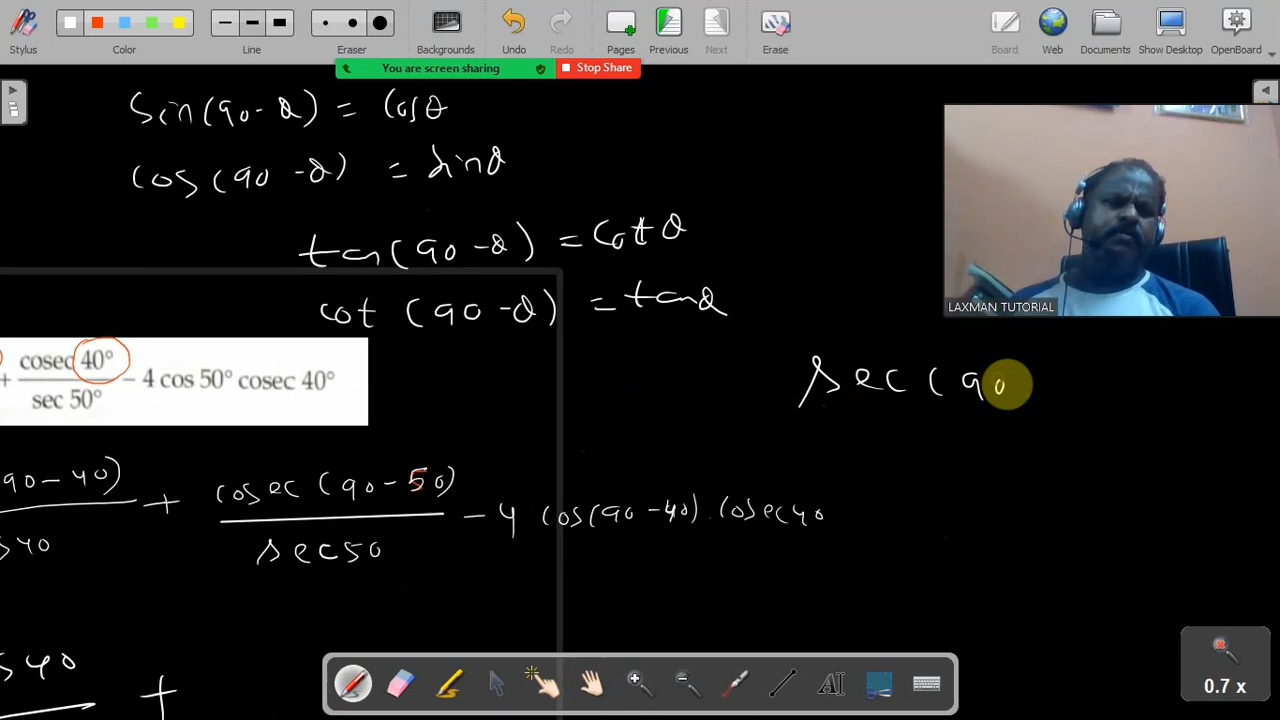 Stylus Color Line Eraser Backgrounds Undo Redo Pages Previous Next Erase Board Web Documents Show Desktop OpenBoard
You are screen sharing Stop Share
sin(90-θ) = cosθ
cos(90-θ) = sinθ
tan(90-θ) = cotθ
cot(90-θ) = tanθ
LAXMAN TUTORIAL
+ cosec 40°
sec 50° - 4 cos 50° cosec 40°
sec(90
90-40) + cosec(90-50) - 4 cos(90-40).cosec40
s40 sec50
s40 +
AI
0.7 x